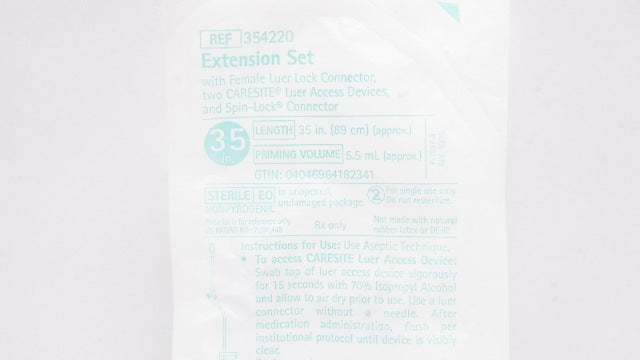 REF 354220
Extension Set
with Female Luer Lock Connector,
two CARESITE® Luer Access Devices,
and Spin-Lock® Connector
35 in.
LENGTH 35 in. (89 cm) (approx.)
PRIMING VOLUME 5.5 mL (approx.)
GTIN: 04046964182341
STERILE EO in unopened,
undamaged package.
NONPYROGENIC
2 For single use only.
Do not resterilize.
Rx only
Not made with natural
rubber latex or DEHP.
Instructions for Use: Use Aseptic Technique.
• To access CARESITE Luer Access Device:
Swab top of luer access device vigorously
for 15 seconds with 70% Isopropyl Alcohol
and allow to air dry prior to use. Use a luer
connector without a needle. After
medication administration, flush per
institutional protocol until device is visibly
clear.